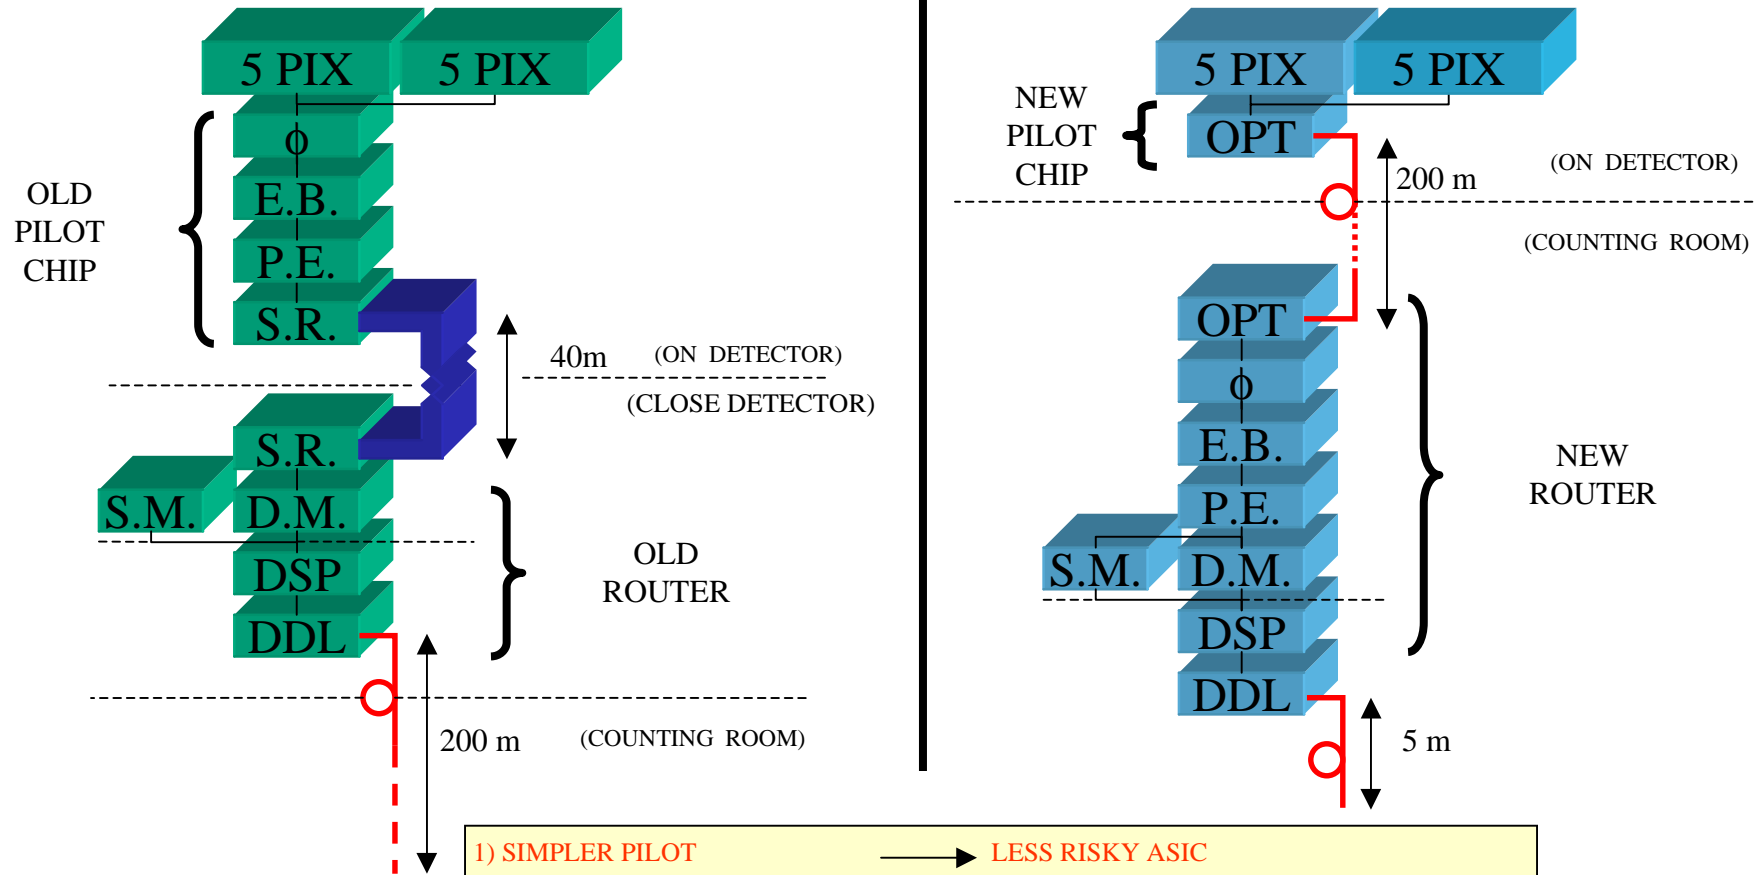 5 PIX
5 PIX
OLD
PILOT
CHIP
ϕ
E.B.
P.E.
S.R.
40m
(ON DETECTOR)
(CLOSE DETECTOR)
S.R.
S.M.
D.M.
DSP
DDL
OLD
ROUTER
200 m
(COUNTING ROOM)
5 PIX
5 PIX
NEW
PILOT
CHIP
OPT
200 m
(ON DETECTOR)
(COUNTING ROOM)
OPT
ϕ
E.B.
P.E.
S.M.
D.M.
DSP
DDL
NEW
ROUTER
5 m
1) SIMPLER PILOT LESS RISKY ASIC